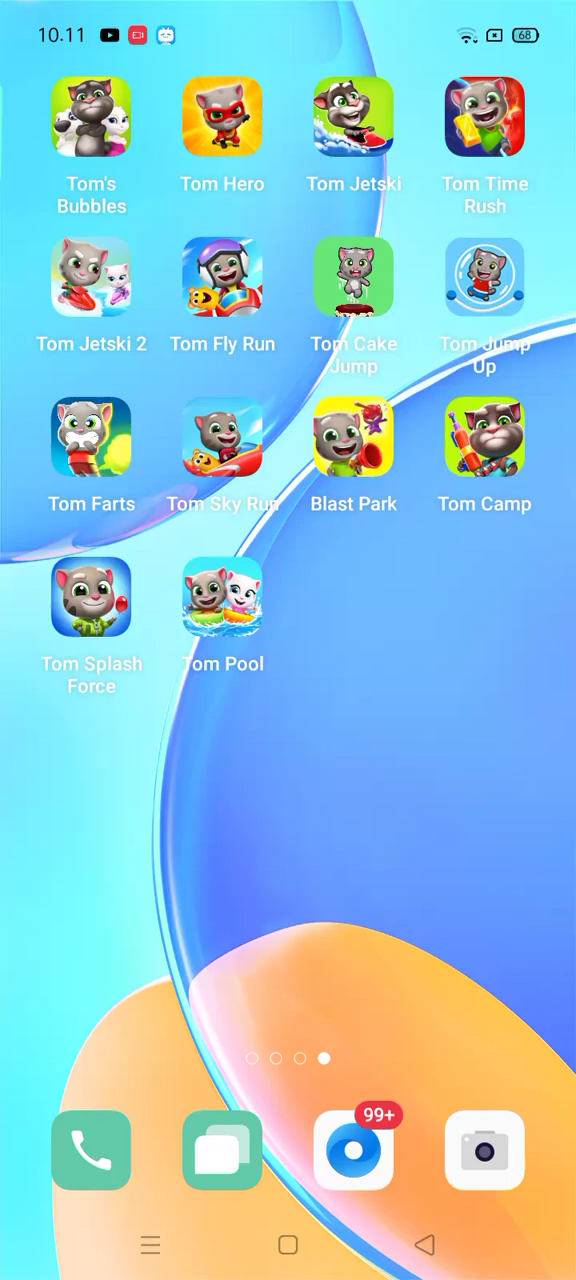 10.11
68
Tom's
Bubbles
Tom Hero
Tom Jetski
Tom Time
Rush
Tom Jetski 2
Tom Fly Run
Tom Cake
Jump
Tom Jump
Up
Tom Farts
Tom Sky Run
Blast Park
Tom Camp
Tom Splash
Force
Tom Pool
99+